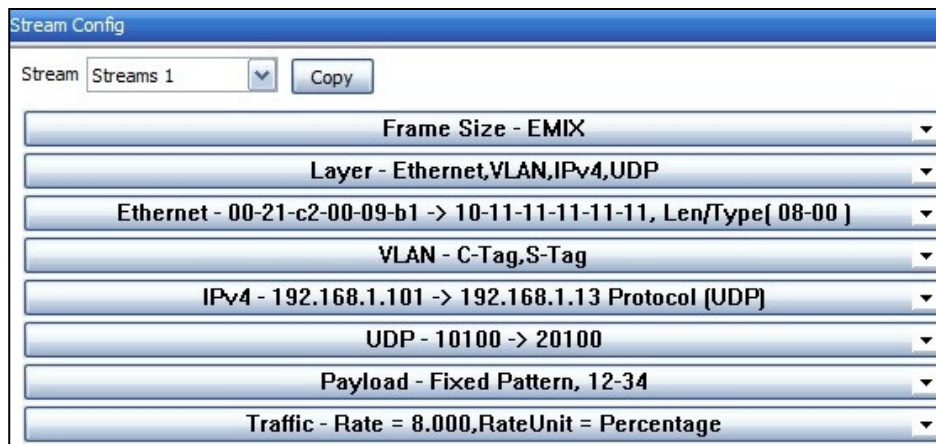 Stream Config
Stream Streams 1 Copy
Frame Size - EMIX
Layer - Ethernet,VLAN,IPv4,UDP
Ethernet - 00-21-c2-00-09-b1 -> 10-11-11-11-11-11, Len/Type( 08-00 )
VLAN - C-Tag,S-Tag
IPv4 - 192.168.1.101 -> 192.168.1.13 Protocol (UDP)
UDP - 10100 -> 20100
Payload - Fixed Pattern, 12-34
Traffic - Rate = 8.000,RateUnit = Percentage